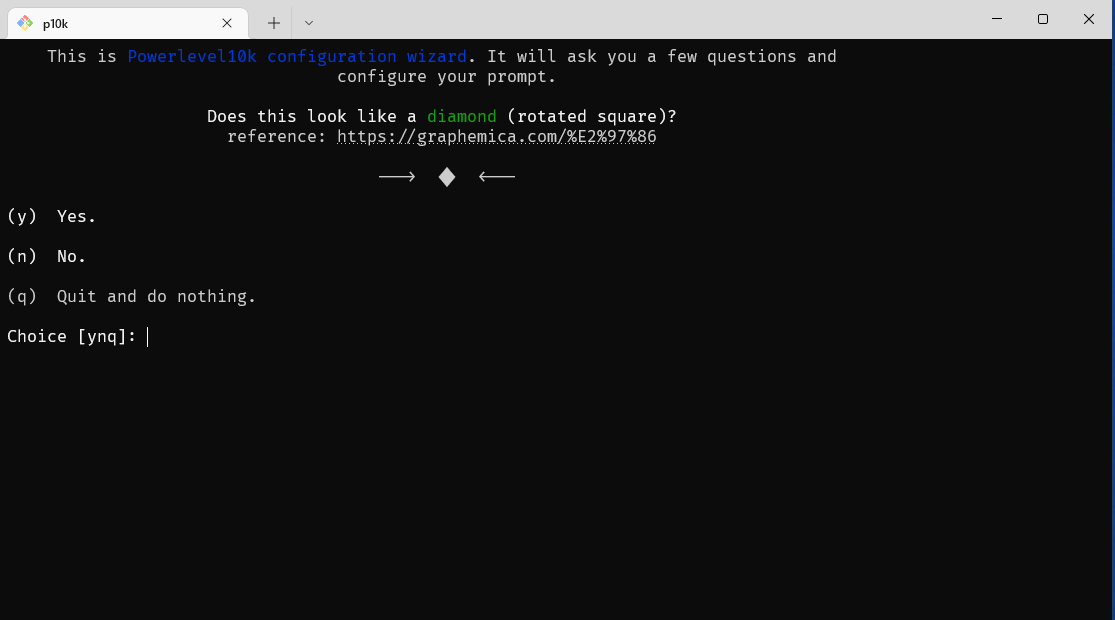 p10k
This is Powerlevel10k configuration wizard. It will ask you a few questions and
configure your prompt.
Does this look like a diamond (rotated square)?
reference: https://graphemica.com/%E2%97%86
⟶ ◆ ⟵
(y) Yes.
(n) No.
(q) Quit and do nothing.
Choice [ynq]: